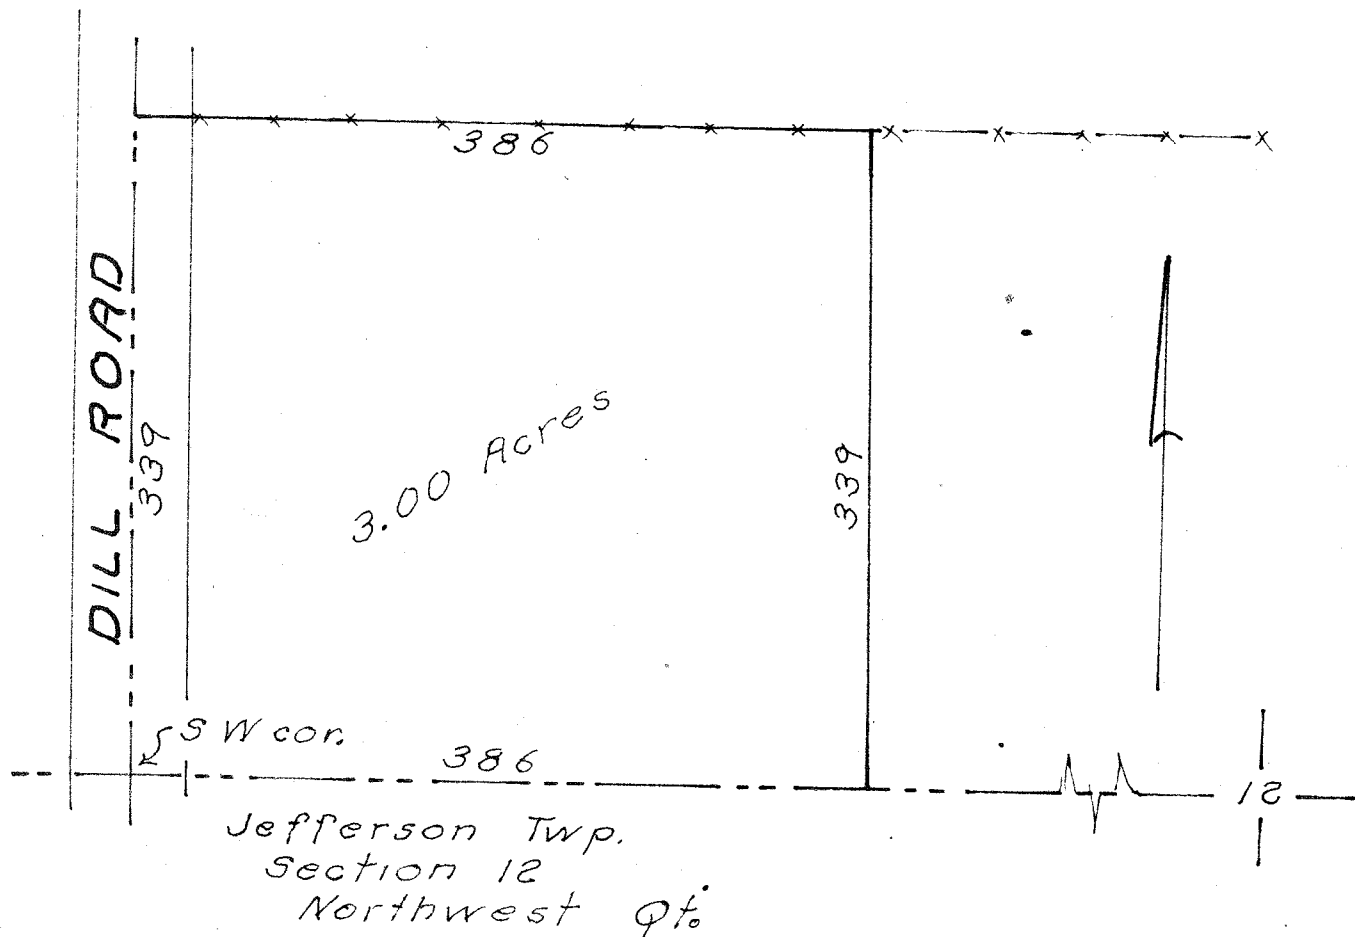 386
DILL ROAD
339
3.00 Acres
339
S W cor.
386
12
Jefferson Twp.
Section 12
Northwest Qt.